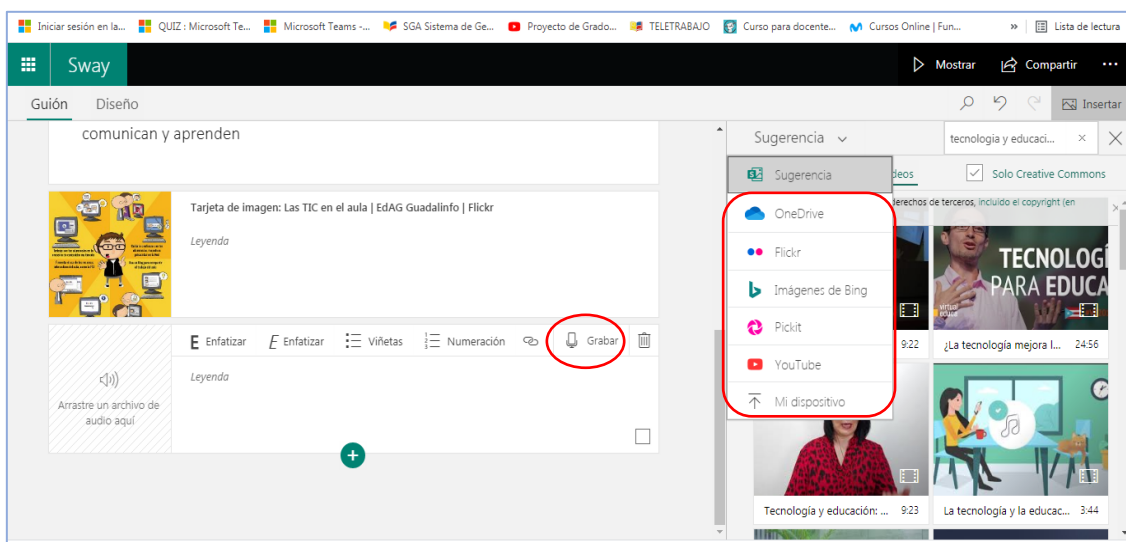 Iniciar sesión en la... QUIZ : Microsoft Te... Microsoft Teams -... SGA Sistema de Ge... Proyecto de Grado... TELETRABAJO Curso para docente... Cursos Online | Fun... » Lista de lectura
Sway Mostrar Compartir ...
Guión Diseño Insertar
comunican y aprenden
Tarjeta de imagen: Las TIC en el aula | EdAG Guadalinfo | Flickr
Leyenda
E Enfatizar E Enfatizar Viñetas Numeración Grabar
Leyenda
Arrastre un archivo de
audio aquí
Sugerencia tecnologia y educaci...
Sugerencia deos Solo Creative Commons
derechos de terceros, incluido el copyright (en
OneDrive
Flickr
Imágenes de Bing
Pickit
YouTube
Mi dispositivo
TECNOLOG
PARA EDUCA
virtual
educa
9:22 ¿La tecnología mejora l... 24:56
Tecnología y educación: ... 9:23 La tecnología y la educac... 3:44